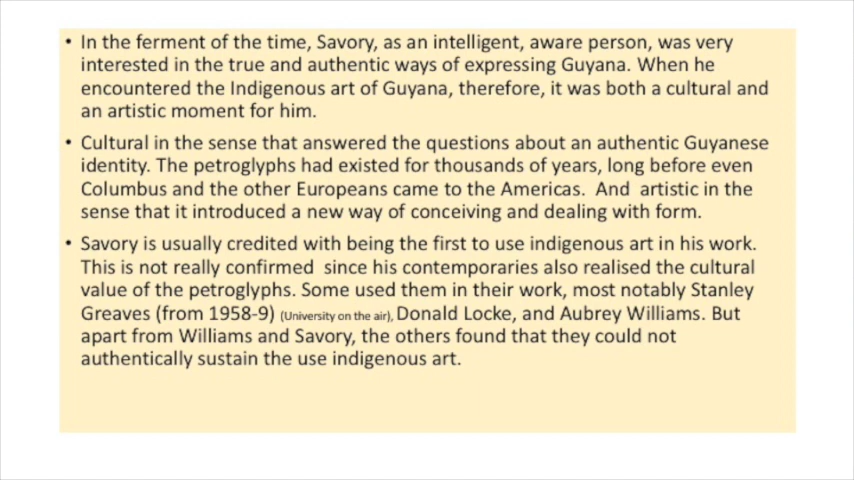 • In the ferment of the time, Savory, as an intelligent, aware person, was very
interested in the true and authentic ways of expressing Guyana. When he
encountered the Indigenous art of Guyana, therefore, it was both a cultural and
an artistic moment for him.
• Cultural in the sense that answered the questions about an authentic Guyanese
identity. The petroglyphs had existed for thousands of years, long before even
Columbus and the other Europeans came to the Americas.  And  artistic in the
sense that it introduced a new way of conceiving and dealing with form.
• Savory is usually credited with being the first to use indigenous art in his work.
This is not really confirmed  since his contemporaries also realised the cultural
value of the petroglyphs. Some used them in their work, most notably Stanley
Greaves (from 1958-9) (University on the air), Donald Locke, and Aubrey Williams. But
apart from Williams and Savory, the others found that they could not
authentically sustain the use indigenous art.